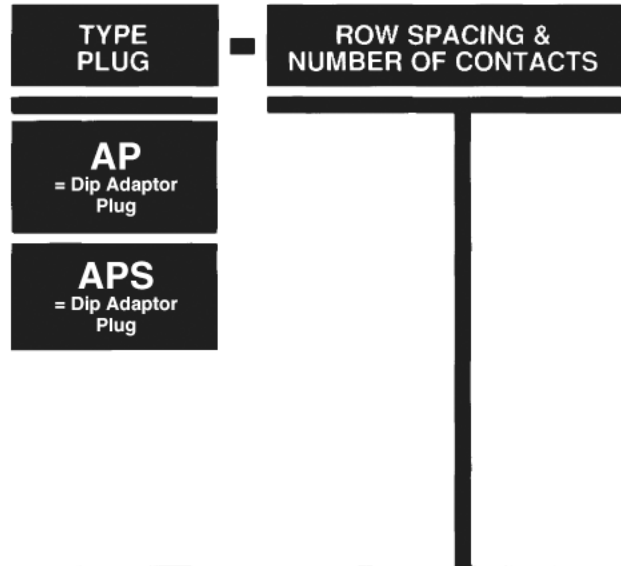 TYPE
PLUG
ROW SPACING &
NUMBER OF CONTACTS
AP
= Dip Adaptor
Plug
APS
= Dip Adaptor
Plug